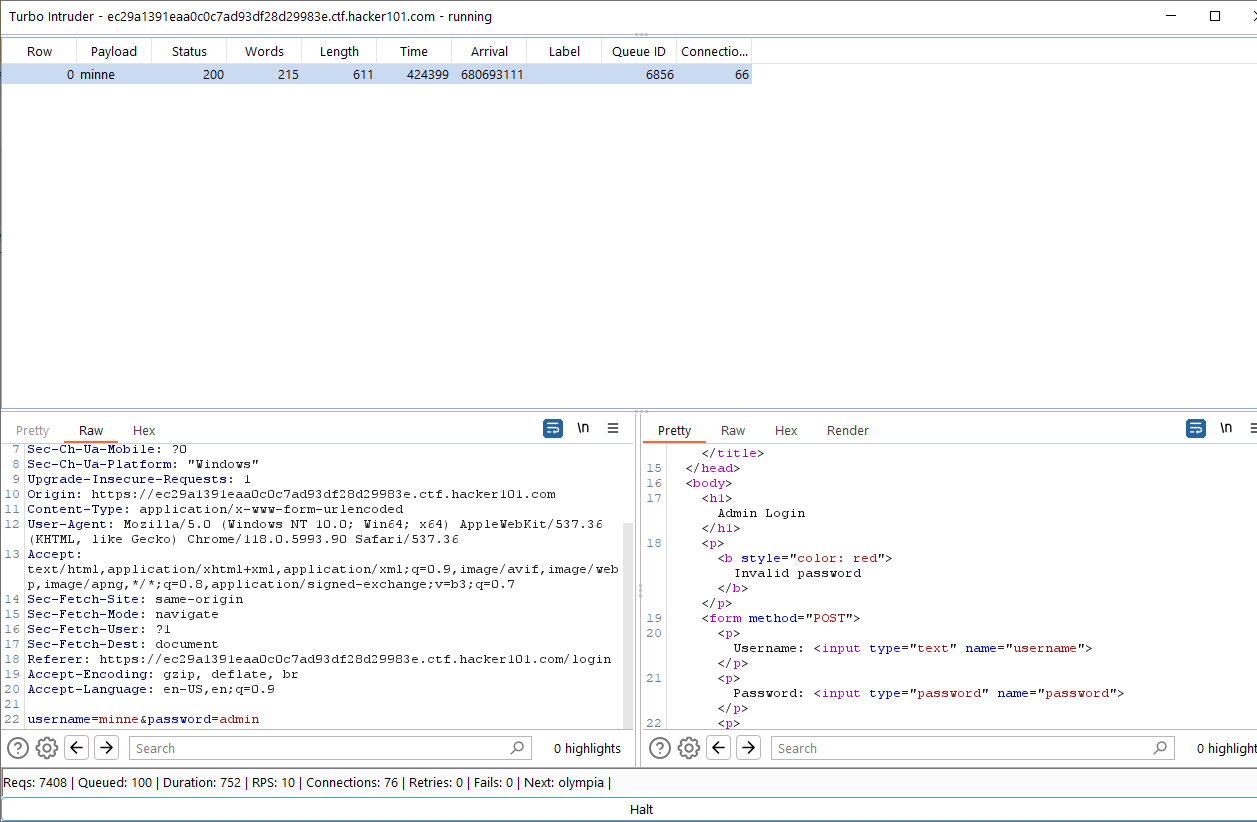 Turbo Intruder - ec29a1391eaa0c0c7ad93df28d29983e.ctf.hacker101.com - running
Row Payload Status Words Length Time Arrival Label Queue ID Connectio...
0 minne 200 215 611 424399 680693111 6856 66
Pretty Raw Hex \n
7 Sec-Ch-Ua-Mobile: ?0
8 Sec-Ch-Ua-Platform: "Windows"
9 Upgrade-Insecure-Requests: 1
10 Origin: https://ec29a1391eaa0c0c7ad93df28d29983e.ctf.hacker101.com
11 Content-Type: application/x-www-form-urlencoded
12 User-Agent: Mozilla/5.0 (Windows NT 10.0; Win64; x64) AppleWebKit/537.36
(KHTML, like Gecko) Chrome/118.0.5993.90 Safari/537.36
13 Accept:
text/html,application/xhtml+xml,application/xml;q=0.9,image/avif,image/web
p,image/apng,*/*;q=0.8,application/signed-exchange;v=b3;q=0.7
14 Sec-Fetch-Site: same-origin
15 Sec-Fetch-Mode: navigate
16 Sec-Fetch-User: ?1
17 Sec-Fetch-Dest: document
18 Referer: https://ec29a1391eaa0c0c7ad93df28d29983e.ctf.hacker101.com/login
19 Accept-Encoding: gzip, deflate, br
20 Accept-Language: en-US,en;q=0.9
21
22 username=minne&password=admin
Search 0 highlights
Pretty Raw Hex Render \n
</title>
15 </head>
16 <body>
17 <h1>
Admin Login
</h1>
18 <p>
<b style="color: red">
Invalid password
</b>
</p>
19 <form method="POST">
20 <p>
Username: <input type="text" name="username">
</p>
21 <p>
Password: <input type="password" name="password">
</p>
22 <p>
Search 0 highlight
Reqs: 7408 | Queued: 100 | Duration: 752 | RPS: 10 | Connections: 76 | Retries: 0 | Fails: 0 | Next: olympia |
Halt